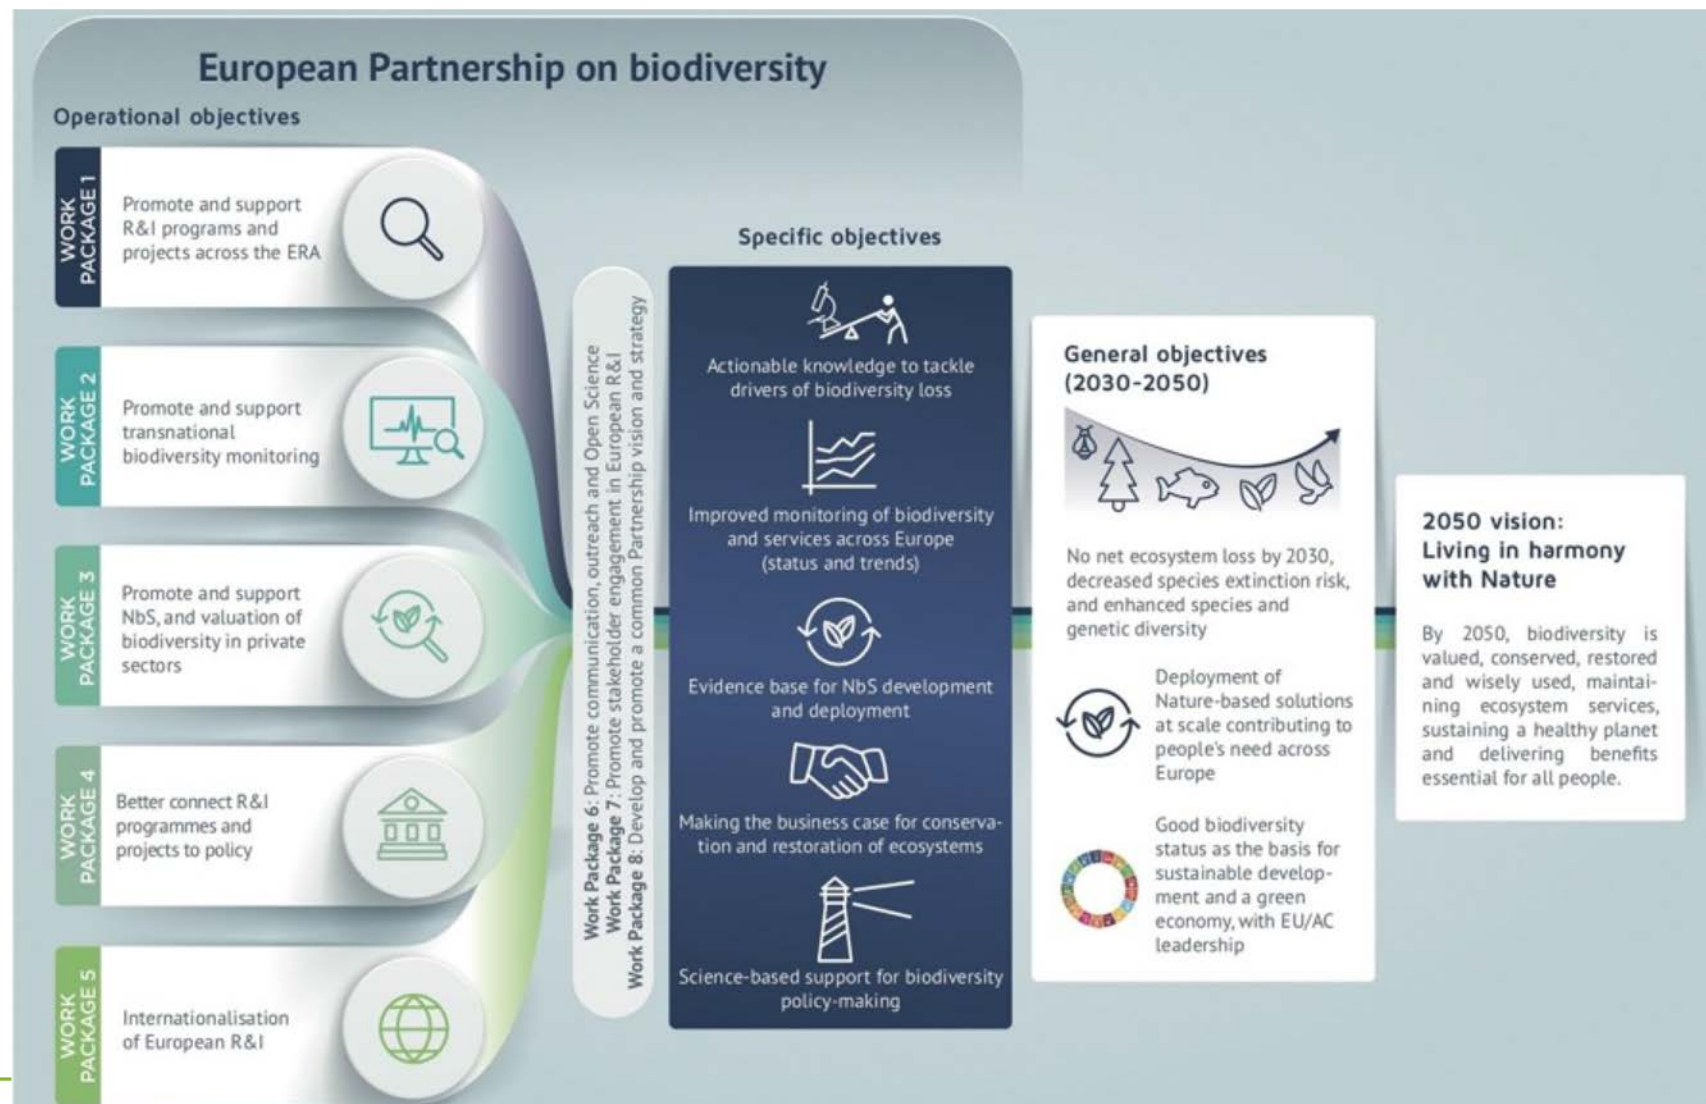 European Partnership on biodiversity
Operational objectives
WORK
PACKAGE 1
Promote and support
R&I programs and
projects across the ERA
WORK
PACKAGE 2
Promote and support
transnational
biodiversity monitoring
WORK
PACKAGE 3
Promote and support
NbS, and valuation of
biodiversity in private
sectors
WORK
PACKAGE 4
Better connect R&I
programmes and
projects to policy
WORK
PACKAGE 5
Internationalisation
of European R&I
Work Package 6: Promote communication, outreach and Open Science
Work Package 7: Promote stakeholder engagement in European R&I
Work Package 8: Develop and promote a common Partnership vision and strategy
Specific objectives
Actionable knowledge to tackle
drivers of biodiversity loss
Improved monitoring of biodiversity
and services across Europe
(status and trends)
Evidence base for NbS development
and deployment
Making the business case for conserva-
tion and restoration of ecosystems
Science-based support for biodiversity
policy-making
General objectives
(2030-2050)
No net ecosystem loss by 2030,
decreased species extinction risk,
and enhanced species and
genetic diversity
Deployment of
Nature-based solutions
at scale contributing to
people's need across
Europe
Good biodiversity
status as the basis for
sustainable develop-
ment and a green
economy, with EU/AC
leadership
2050 vision:
Living in harmony
with Nature
By 2050, biodiversity is
valued, conserved, restored
and wisely used, maintai-
ning ecosystem services,
sustaining a healthy planet
and delivering benefits
essential for all people.